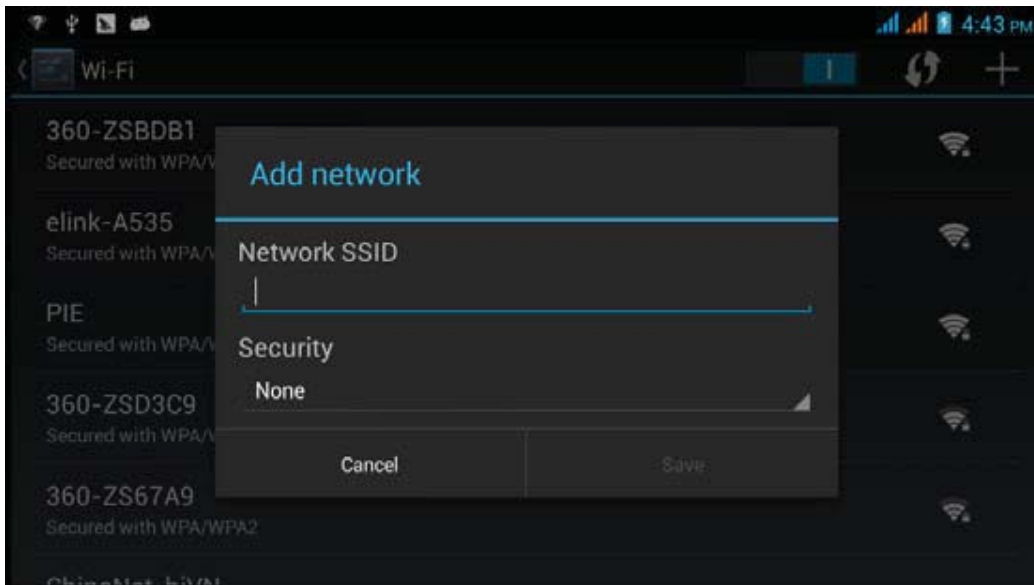 4:43 PM
Wi-Fi
360-ZSBDB1
Secured with WPA/W
Add network
elink-A535
Secured with WPA/W
Network SSID
PIE
Secured with WPA/W
Security
None
360-ZSD3C9
Secured with WPA/W
Cancel Save
360-ZS67A9
Secured with WPA/WPA2